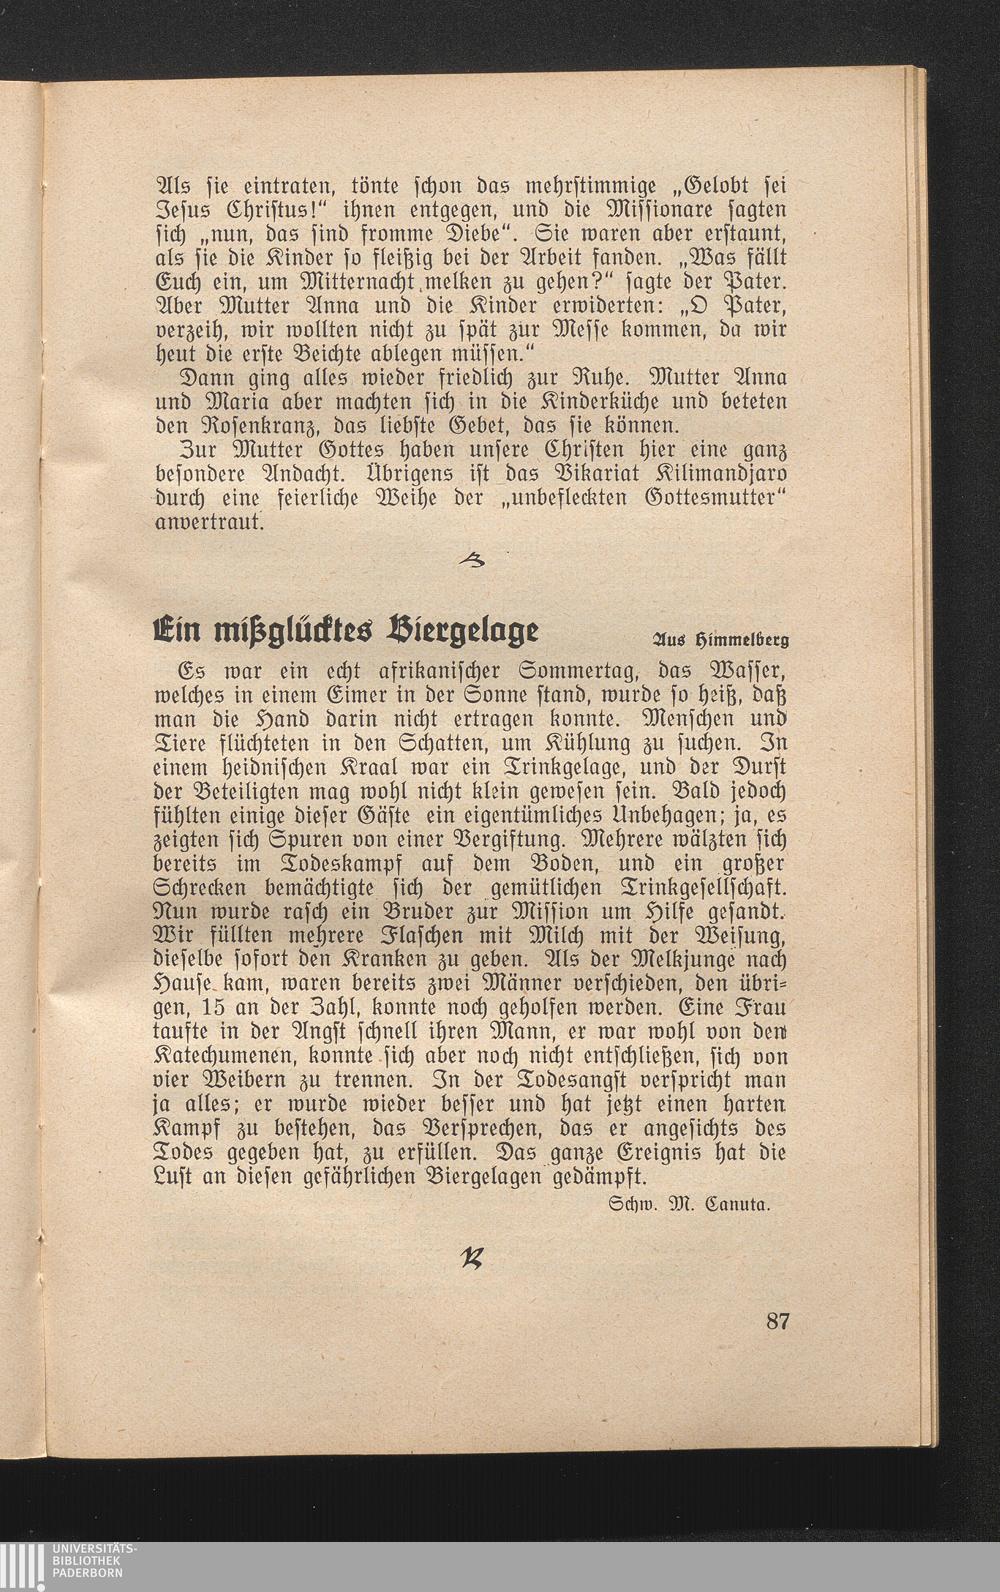 Als sie eintraten, tönte schon das mehrstimmige „Gelobt sei
Jesus Christus!“ ihnen entgegen, und die Missionare sagten
sich „nun, das sind fromme Diebe“. Sie waren aber erstaunt,
als sie die Kinder so fleißig bei der Arbeit fanden. „Was fällt
Euch ein, um Mitternacht melken zu gehen?“ sagte der Pater.
Aber Mutter Anna und die Kinder erwiderten: „O Pater,
verzeih, wir wollten nicht zu spät zur Messe kommen, da wir
heut die erste Beichte ablegen müssen.“
Dann ging alles wieder friedlich zur Ruhe. Mutter Anna
und Maria aber machten sich in die Kinderküche und beteten
den Rosenkranz, das liebste Gebet, das sie können.
Zur Mutter Gottes haben unsere Christen hier eine ganz
besondere Andacht. Übrigens ist das Vikariat Kilimandjaro
durch eine feierliche Weihe der „unbefleckten Gottesmutter“
anvertraut.
Ein mißglücktes Biergelage
Aus Himmelberg
Es war ein echt afrikanischer Sommertag, das Wasser,
welches in einem Eimer in der Sonne stand, wurde so heiß, daß
man die Hand darin nicht ertragen konnte. Menschen und
Tiere flüchteten in den Schatten, um Kühlung zu suchen. In
einem heidnischen Kraal war ein Trinkgelage, und der Durst
der Beteiligten mag wohl nicht klein gewesen sein. Bald jedoch
fühlten einige dieser Gäste ein eigentümliches Unbehagen; ja, es
zeigten sich Spuren von einer Vergiftung. Mehrere wälzten sich
bereits im Todeskampf auf dem Boden, und ein großer
Schrecken bemächtigte sich der gemütlichen Trinkgesellschaft.
Nun wurde rasch ein Bruder zur Mission um Hilfe gesandt.
Wir füllten mehrere Flaschen mit Milch mit der Weisung,
dieselbe sofort den Kranken zu geben. Als der Melkjunge nach
Hause kam, waren bereits zwei Männer verschieden, den übri-
gen, 15 an der Zahl, konnte noch geholfen werden. Eine Frau
taufte in der Angst schnell ihren Mann, er war wohl von den
Katechumenen, konnte sich aber noch nicht entschließen, sich von
vier Weibern zu trennen. In der Todesangst verspricht man
ja alles; er wurde wieder besser und hat jetzt einen harten
Kampf zu bestehen, das Versprechen, das er angesichts des
Todes gegeben hat, zu erfüllen. Das ganze Ereignis hat die
Lust an diesen gefährlichen Biergelagen gedämpft.
Schw. M. Canuta.
87
UNIVERSITÄTS-
BIBLIOTHEK
PADERBORN